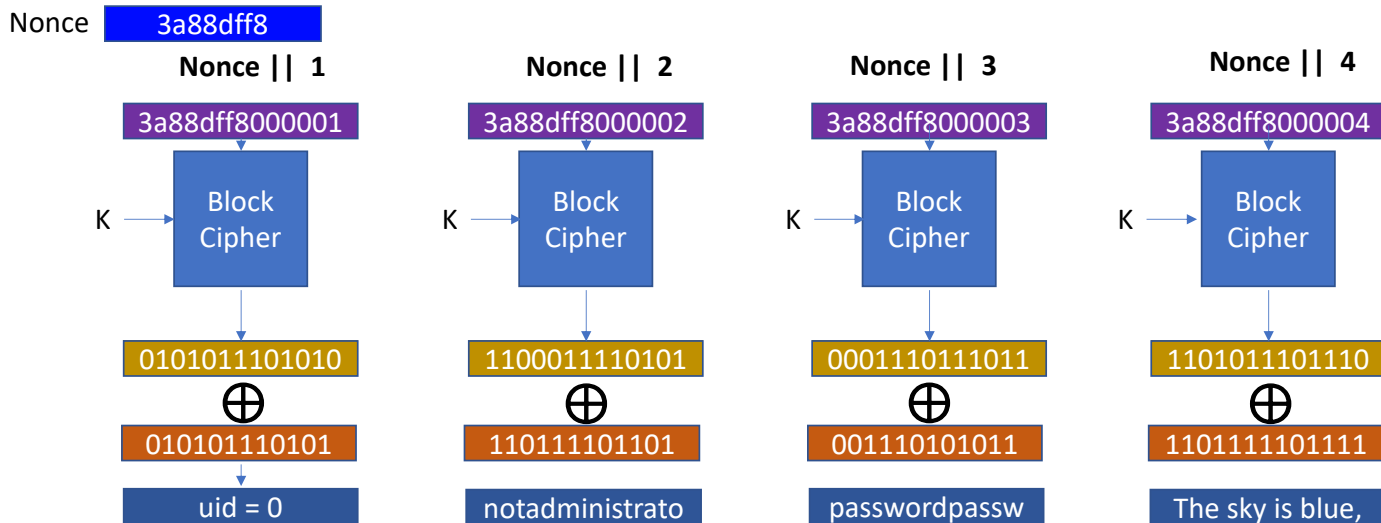 Nonce 3a88dff8
Nonce || 1 Nonce || 2 Nonce || 3 Nonce || 4
3a88dff8000001 3a88dff8000002 3a88dff8000003 3a88dff8000004
K Block Cipher K Block Cipher K Block Cipher K Block Cipher
0101011101010 1100011110101 0001110111011 1101011101110
010101110101 110111101101 001110101011 1101111101111
uid = 0 notadministrato passwordpassw The sky is blue,